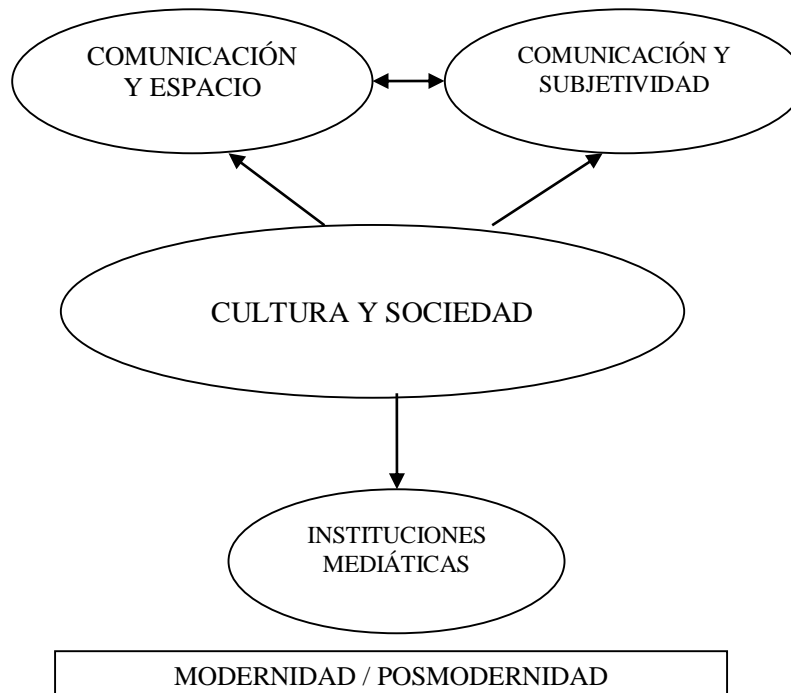 COMUNICACIÓN
Y ESPACIO
COMUNICACIÓN Y
SUBJETIVIDAD
CULTURA Y SOCIEDAD
INSTITUCIONES
MEDIÁTICAS
MODERNIDAD / POSMODERNIDAD